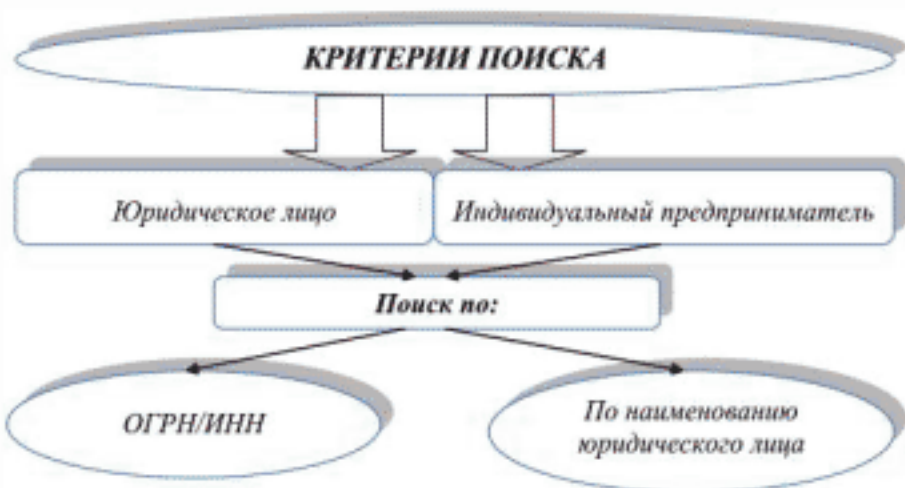 КРИТЕРИИ ПОИСКА
Юридическое лицо
Индивидуальный предприниматель
Поиск по:
ОГРН/ИНН
По наименованию
юридического лица